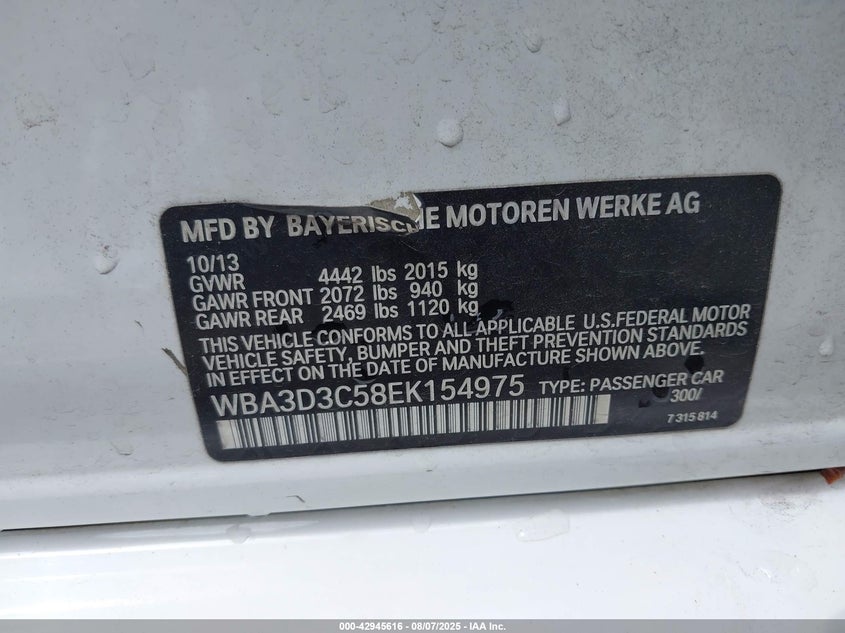 MFD BY BAYERISCHE MOTOREN WERKE AG
10/13
GVWR 4442 lbs 2015 kg
GAWR FRONT 2072 lbs 940 kg
GAWR REAR 2469 lbs 1120 kg
THIS VEHICLE CONFORMS TO ALL APPLICABLE U.S.FEDERAL MOTOR
VEHICLE SAFETY, BUMPER AND THEFT PREVENTION STANDARDS
IN EFFECT ON THE DATE OF MANUFACTURE SHOWN ABOVE.
WBA3D3C58EK154975 TYPE: PASSENGER CAR
300/
7 315 814
000-42945616 - 08/07/2025 - IAA Inc.